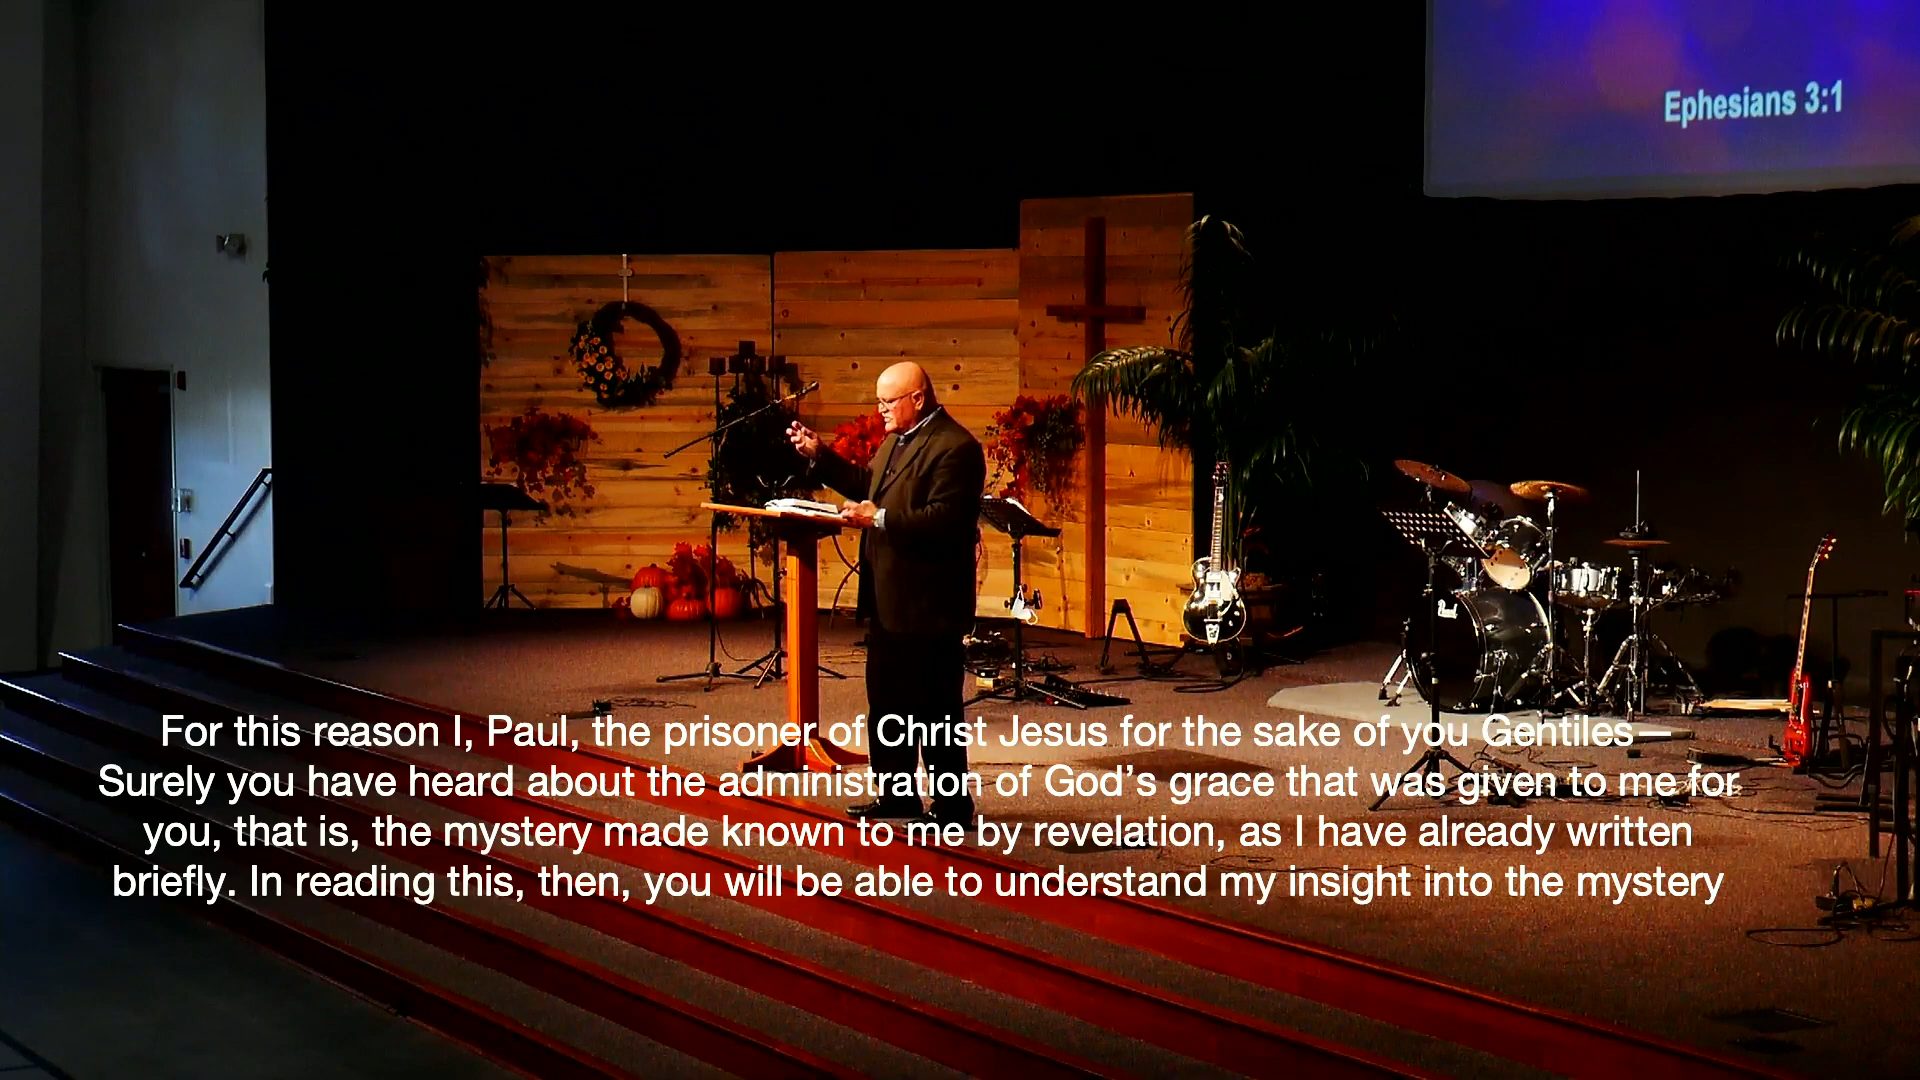 Ephesians 3:1
Pearl
For this reason I, Paul, the prisoner of Christ Jesus for the sake of you Gentiles—
Surely you have heard about the administration of God’s grace that was given to me for
you, that is, the mystery made known to me by revelation, as I have already written
briefly. In reading this, then, you will be able to understand my insight into the mystery